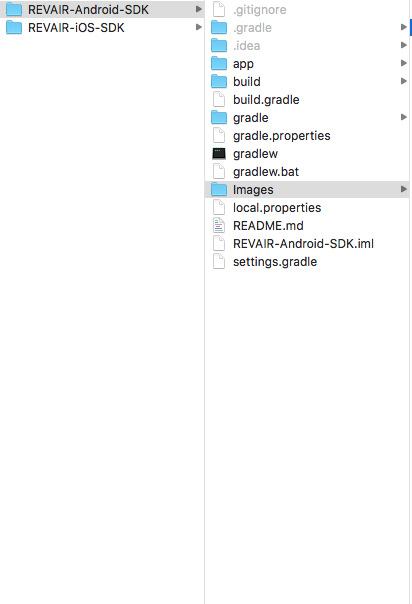 REVAIR-Android-SDK
REVAIR-iOS-SDK
.gitignore
.gradle
.idea
app
build
build.gradle
gradle
gradle.properties
gradlew
gradlew.bat
Images
local.properties
README.md
REVAIR-Android-SDK.iml
settings.gradle